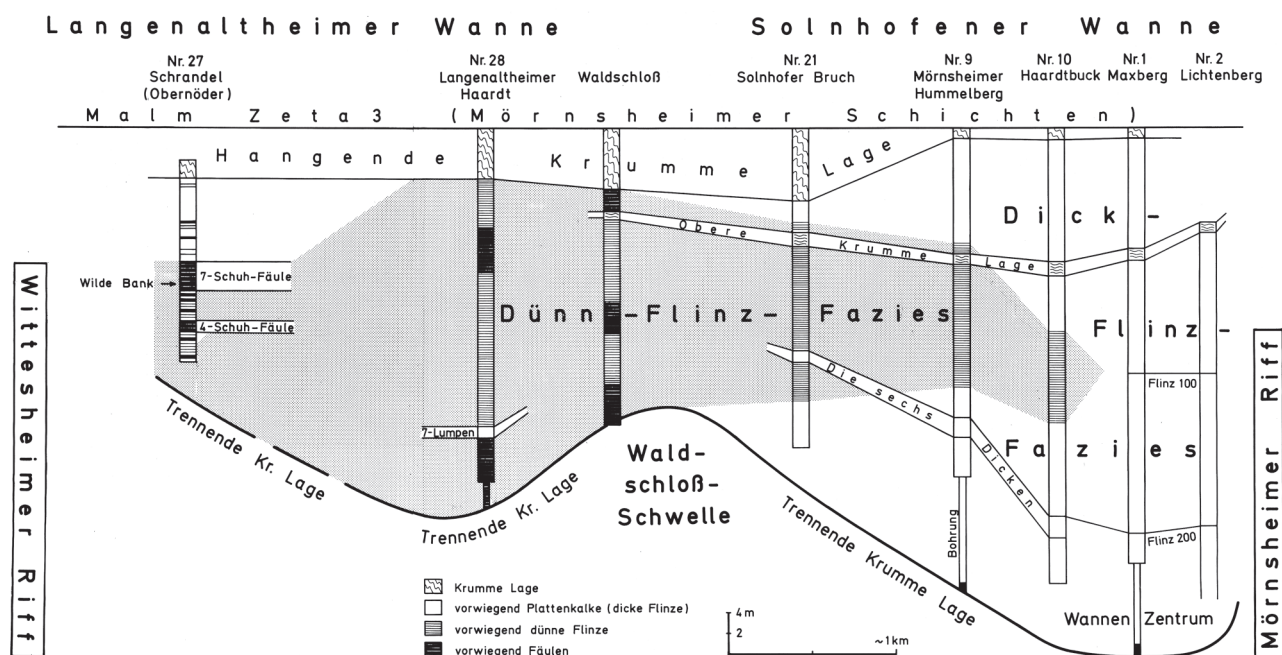 Langenaltheimer Wanne
Solnhofener Wanne
Nr. 27
Schrandel
(Obernöder)
Nr. 28
Langenaltheimer
Haardt
Waldschloß
Nr. 21
Solnhofer Bruch
Nr. 9
Mörnsheimer
Hummelberg
Nr. 10
Haardtbuck
Nr. 1
Maxberg
Nr. 2
Lichtenberg
Malm Zeta 3 (Mörnsheimer Schichten)
Hangende Krumme Lage
Dick-
Obere Krumme Lage
Wilde Bank
7-Schuh-Fäule
4-Schuh-Fäule
Dünn-Flinz-Fazies
Flinz-
Flinz 100
Die sechs Dicken
Fazies
7-Lumpen
Trennende Kr. Lage
Trennende Kr. Lage
Wald-
schloß-
Schwelle
Trennende Krumme Lage
Bohrung
Flinz 200
Wannen Zentrum
Wittesheimer Riff
Mörnsheimer Riff
Krumme Lage
vorwiegend Plattenkalke (dicke Flinze)
vorwiegend dünne Flinze
vorwiegend Fäulen
4 m
2
~1km